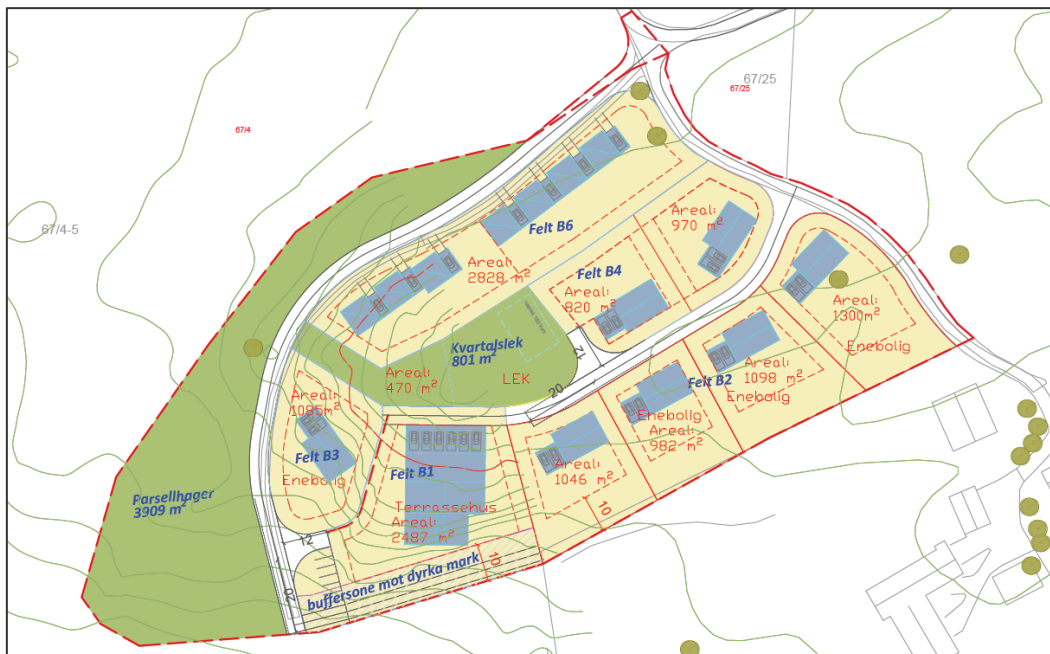 67/25
67/25
67/4
67/4-5
Felt B6
Areal:
2828 m²
Areal:
970 m²
Felt B4
Areal:
820 m²
Areal:
1300m²
Enebolig
Kvartalslek
801 m²
LEK
12
20
Areal:
470 m²
Areal:
1098 m²
Enebolig
Felt B2
Enebolig
Areal:
982 m²
Areal:
1085m²
Felt B3
Enebolig
Felt B1
Areal:
1046 m²
Terrassehus
Areal:
2487 m²
10
10
Parsellhager
3909 m²
12
20
buffersone mot dyrka mark